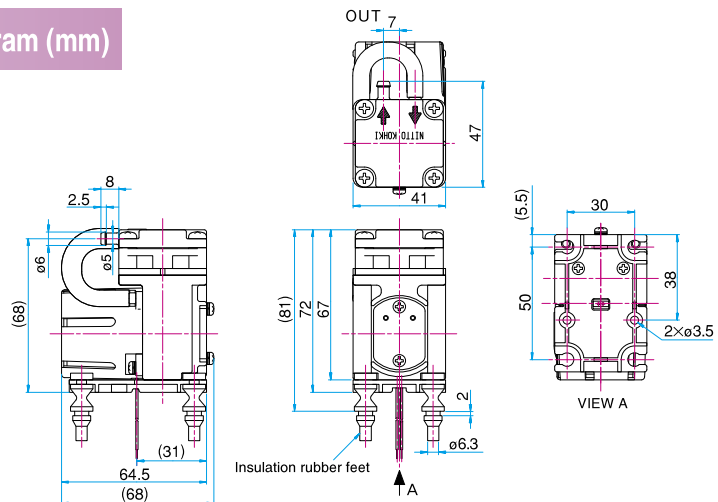 ram (mm)
OUT
7
NITTO KOHKI
47
41
8
2.5
ø6
ø5
(68)
(31)
64.5
(68)
(81)
72
67
2
ø6.3
Insulation rubber feet
A
(5.5)
30
50
38
2×ø3.5
VIEW A